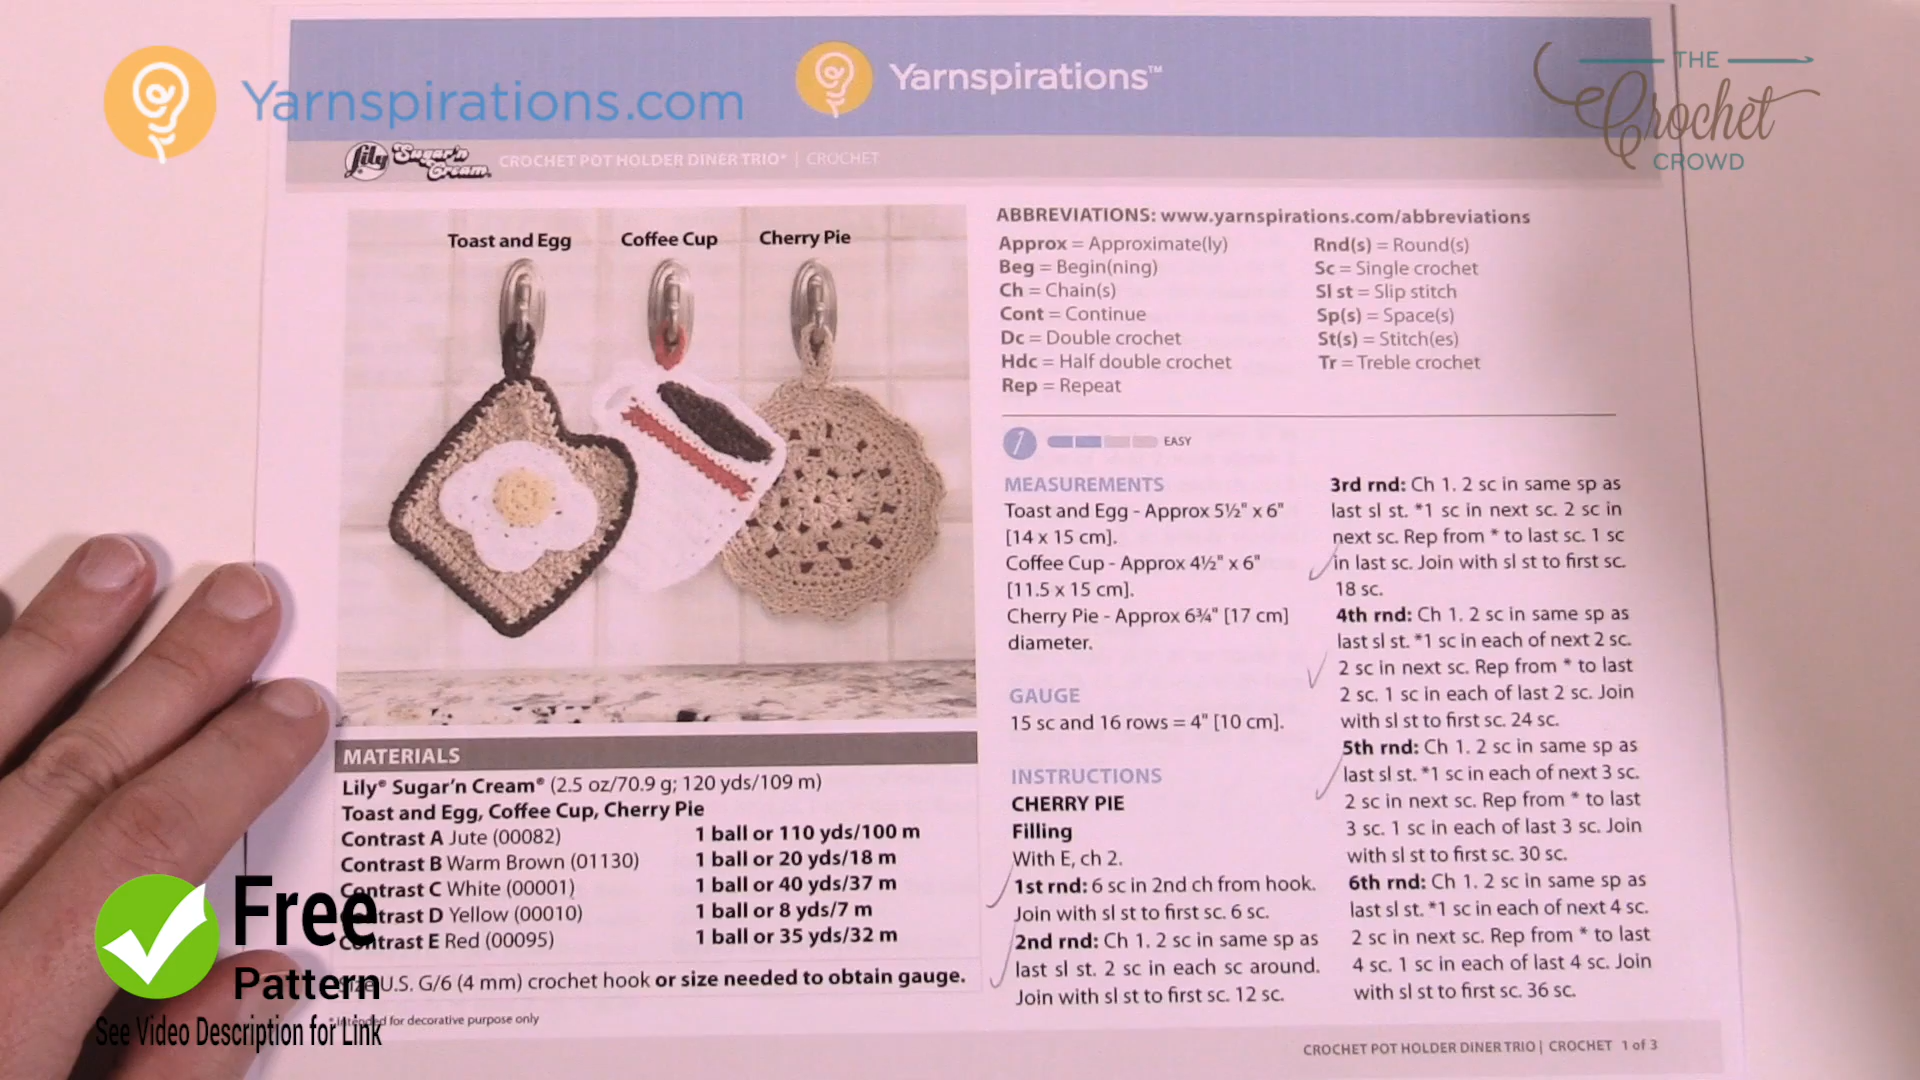 Yarnspirations.com
Yarnspirations™
THE
Crochet
CROWD
Lily Sugar'n Cream. CROCHET POT HOLDER DINER TRIO* | CROCHET
Toast and Egg Coffee Cup Cherry Pie
MATERIALS
Lily® Sugar'n Cream® (2.5 oz/70.9 g; 120 yds/109 m)
Toast and Egg, Coffee Cup, Cherry Pie
Contrast A Jute (00082) 1 ball or 110 yds/100 m
Contrast B Warm Brown (01130) 1 ball or 20 yds/18 m
Contrast C White (00001) 1 ball or 40 yds/37 m
Contrast D Yellow (00010) 1 ball or 8 yds/7 m
Contrast E Red (00095) 1 ball or 35 yds/32 m
Size U.S. G/6 (4 mm) crochet hook or size needed to obtain gauge.
*Intended for decorative purpose only
Free
Pattern
See Video Description for Link
ABBREVIATIONS: www.yarnspirations.com/abbreviations
Approx = Approximate(ly)
Beg = Begin(ning)
Ch = Chain(s)
Cont = Continue
Dc = Double crochet
Hdc = Half double crochet
Rep = Repeat
Rnd(s) = Round(s)
Sc = Single crochet
Sl st = Slip stitch
Sp(s) = Space(s)
St(s) = Stitch(es)
Tr = Treble crochet
1 EASY
MEASUREMENTS
Toast and Egg - Approx 5½" x 6"
[14 x 15 cm].
Coffee Cup - Approx 4½" x 6"
[11.5 x 15 cm].
Cherry Pie - Approx 6¾" [17 cm]
diameter.
GAUGE
15 sc and 16 rows = 4" [10 cm].
INSTRUCTIONS
CHERRY PIE
Filling
With E, ch 2.
1st rnd: 6 sc in 2nd ch from hook.
Join with sl st to first sc. 6 sc.
2nd rnd: Ch 1. 2 sc in same sp as
last sl st. 2 sc in each sc around.
Join with sl st to first sc. 12 sc.
3rd rnd: Ch 1. 2 sc in same sp as
last sl st. *1 sc in next sc. 2 sc in
next sc. Rep from * to last sc. 1 sc
in last sc. Join with sl st to first sc.
18 sc.
4th rnd: Ch 1. 2 sc in same sp as
last sl st. *1 sc in each of next 2 sc.
2 sc in next sc. Rep from * to last
2 sc. 1 sc in each of last 2 sc. Join
with sl st to first sc. 24 sc.
5th rnd: Ch 1. 2 sc in same sp as
last sl st. *1 sc in each of next 3 sc.
2 sc in next sc. Rep from * to last
3 sc. 1 sc in each of last 3 sc. Join
with sl st to first sc. 30 sc.
6th rnd: Ch 1. 2 sc in same sp as
last sl st. *1 sc in each of next 4 sc.
2 sc in next sc. Rep from * to last
4 sc. 1 sc in each of last 4 sc. Join
with sl st to first sc. 36 sc.
CROCHET POT HOLDER DINER TRIO | CROCHET 1 of 3